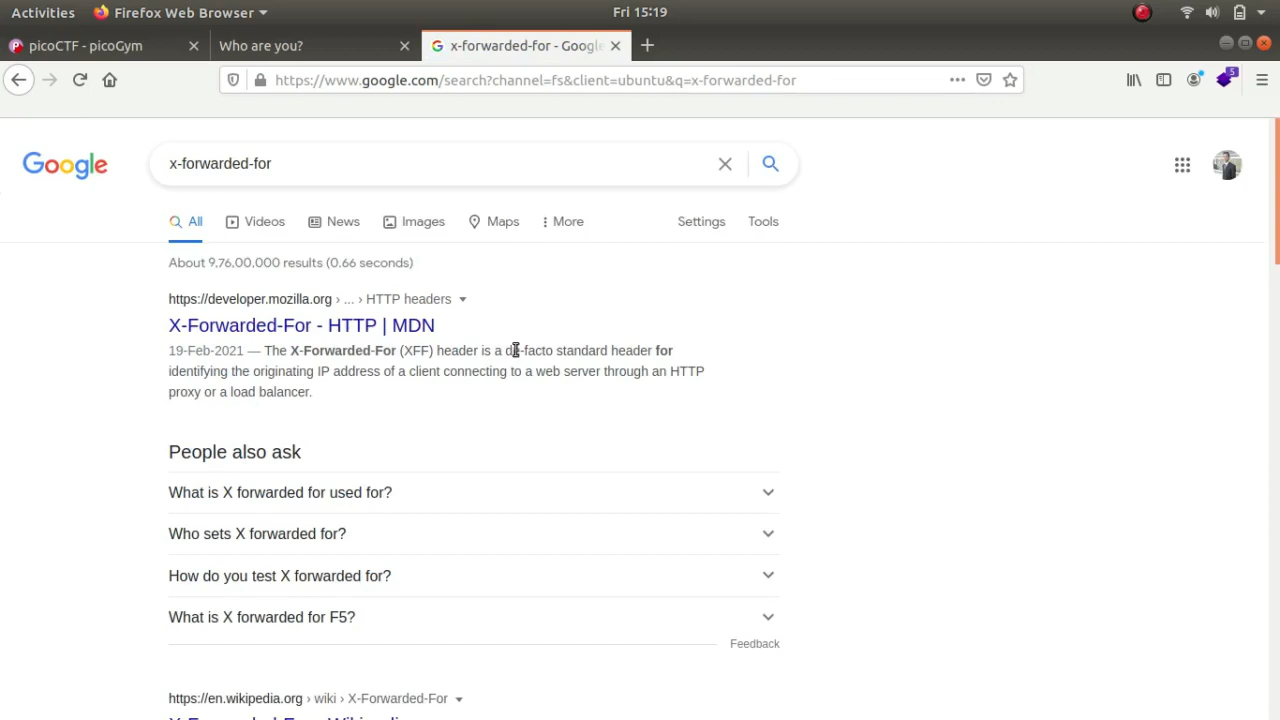 Activities Firefox Web Browser Fri 15:19
picoCTF - picoGym Who are you? x-forwarded-for - Google
https://www.google.com/search?channel=fs&client=ubuntu&q=x-forwarded-for
5
Google x-forwarded-for
All Videos News Images Maps More Settings Tools
About 9,76,00,000 results (0.66 seconds)
https://developer.mozilla.org › ... › HTTP headers
X-Forwarded-For - HTTP | MDN
19-Feb-2021 — The X-Forwarded-For (XFF) header is a de-facto standard header for
identifying the originating IP address of a client connecting to a web server through an HTTP
proxy or a load balancer.
People also ask
What is X forwarded for used for?
Who sets X forwarded for?
How do you test X forwarded for?
What is X forwarded for F5?
Feedback
https://en.wikipedia.org › wiki › X-Forwarded-For
X-Forwarded-For - Wikipedia